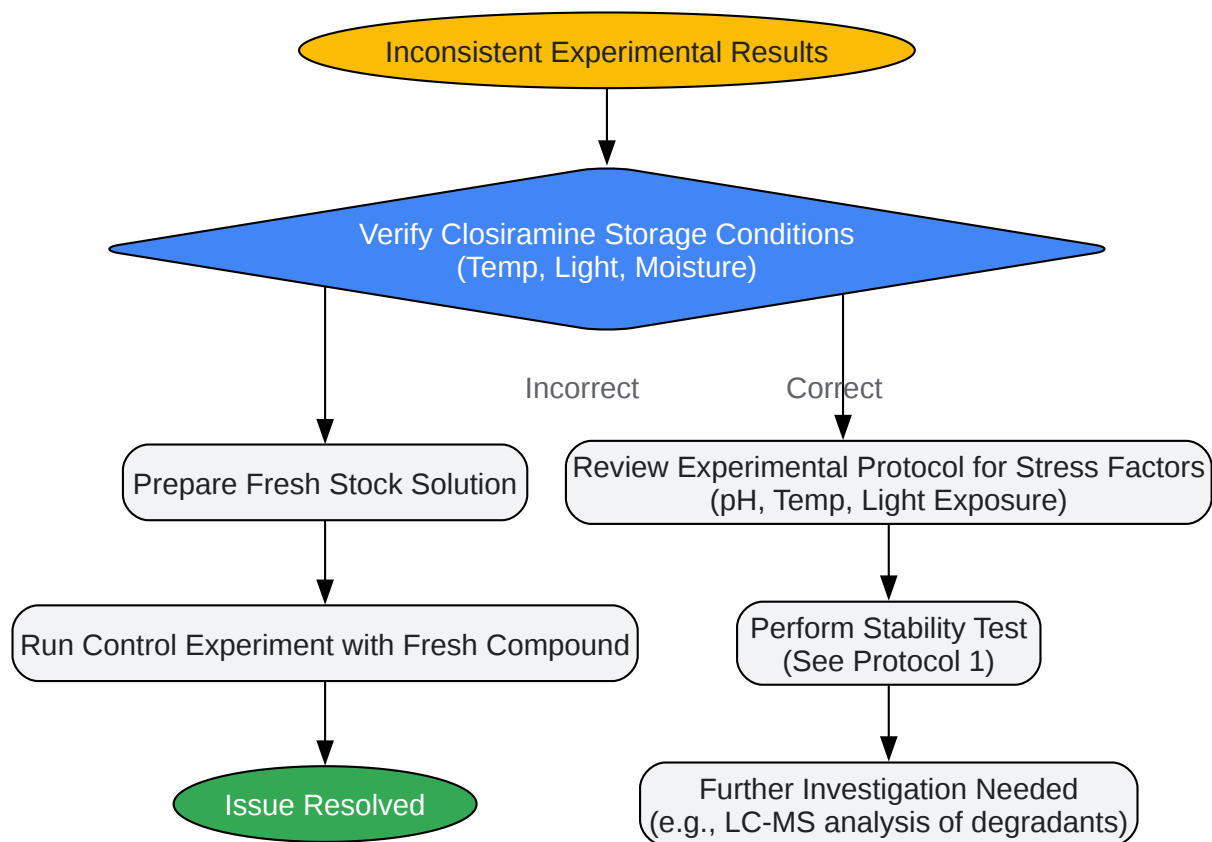 Inconsistent Experimental Results
Verify Closiramine Storage Conditions
(Temp, Light, Moisture)
Incorrect
Correct
Prepare Fresh Stock Solution
Review Experimental Protocol for Stress Factors
(pH, Temp, Light Exposure)
Run Control Experiment with Fresh Compound
Perform Stability Test
(See Protocol 1)
Issue Resolved
Further Investigation Needed
(e.g., LC-MS analysis of degradants)